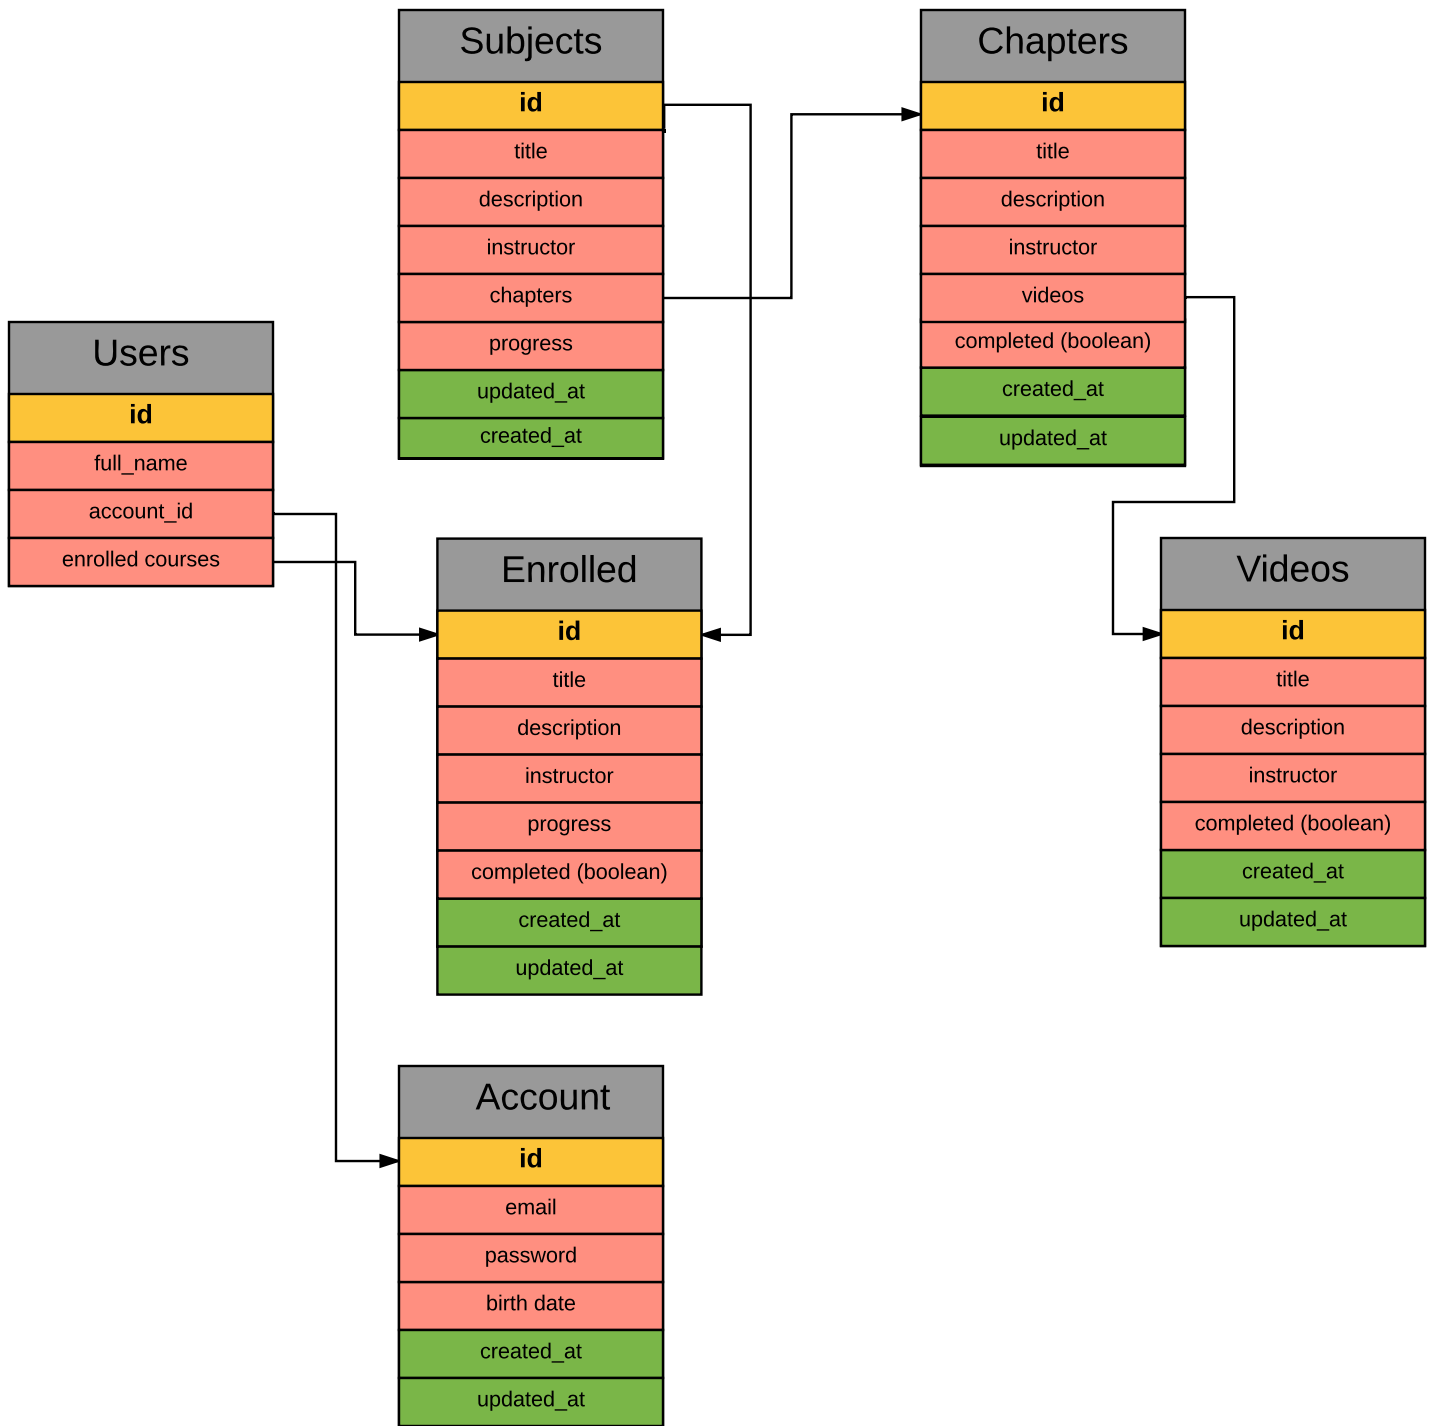 Subjects
id
title
description
instructor
chapters
progress
updated_at
created_at
Chapters
id
title
description
instructor
videos
completed (boolean)
created_at
updated_at
Users
id
full_name
account_id
enrolled courses
Enrolled
id
title
description
instructor
progress
completed (boolean)
created_at
updated_at
Videos
id
title
description
instructor
completed (boolean)
created_at
updated_at
Account
id
email
password
birth date
created_at
updated_at